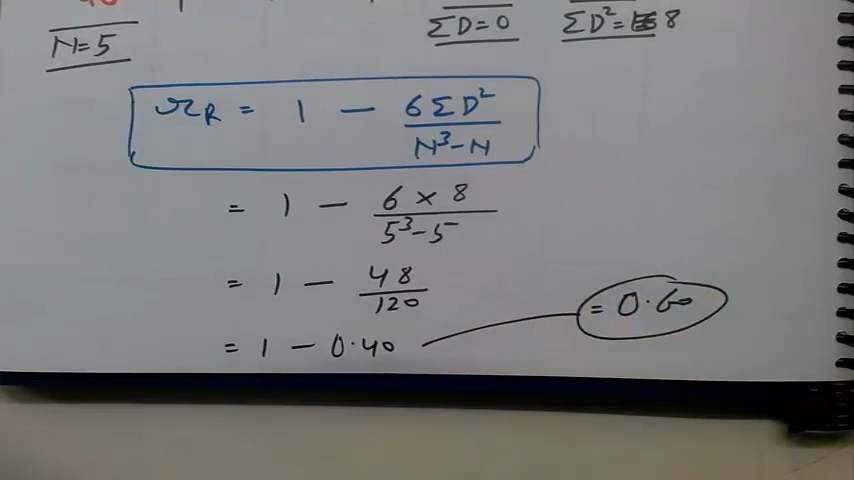 ΣD=0 ΣD²= 8
N=5
r_R = 1 − 6ΣD² / N³−N
= 1 − 6 × 8 / 5³−5
= 1 − 48 / 120
= 1 − 0.40 = 0.60